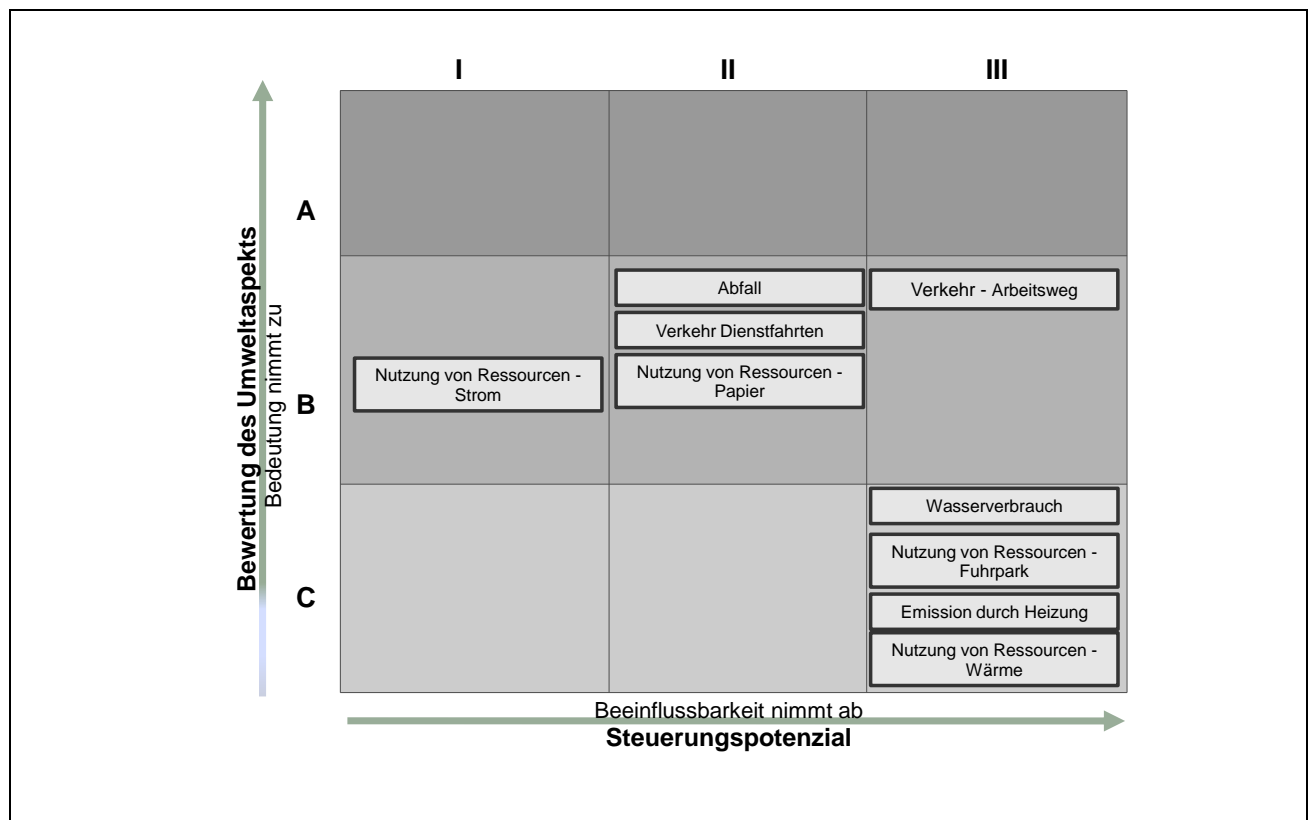 I
II
III
Bewertung des Umweltaspekts
Bedeutung nimmt zu
A
B
C
Abfall
Verkehr Dienstfahrten
Nutzung von Ressourcen -
Papier
Verkehr - Arbeitsweg
Nutzung von Ressourcen -
Strom
Wasserverbrauch
Nutzung von Ressourcen -
Fuhrpark
Emission durch Heizung
Nutzung von Ressourcen -
Wärme
Beeinflussbarkeit nimmt ab
Steuerungspotenzial